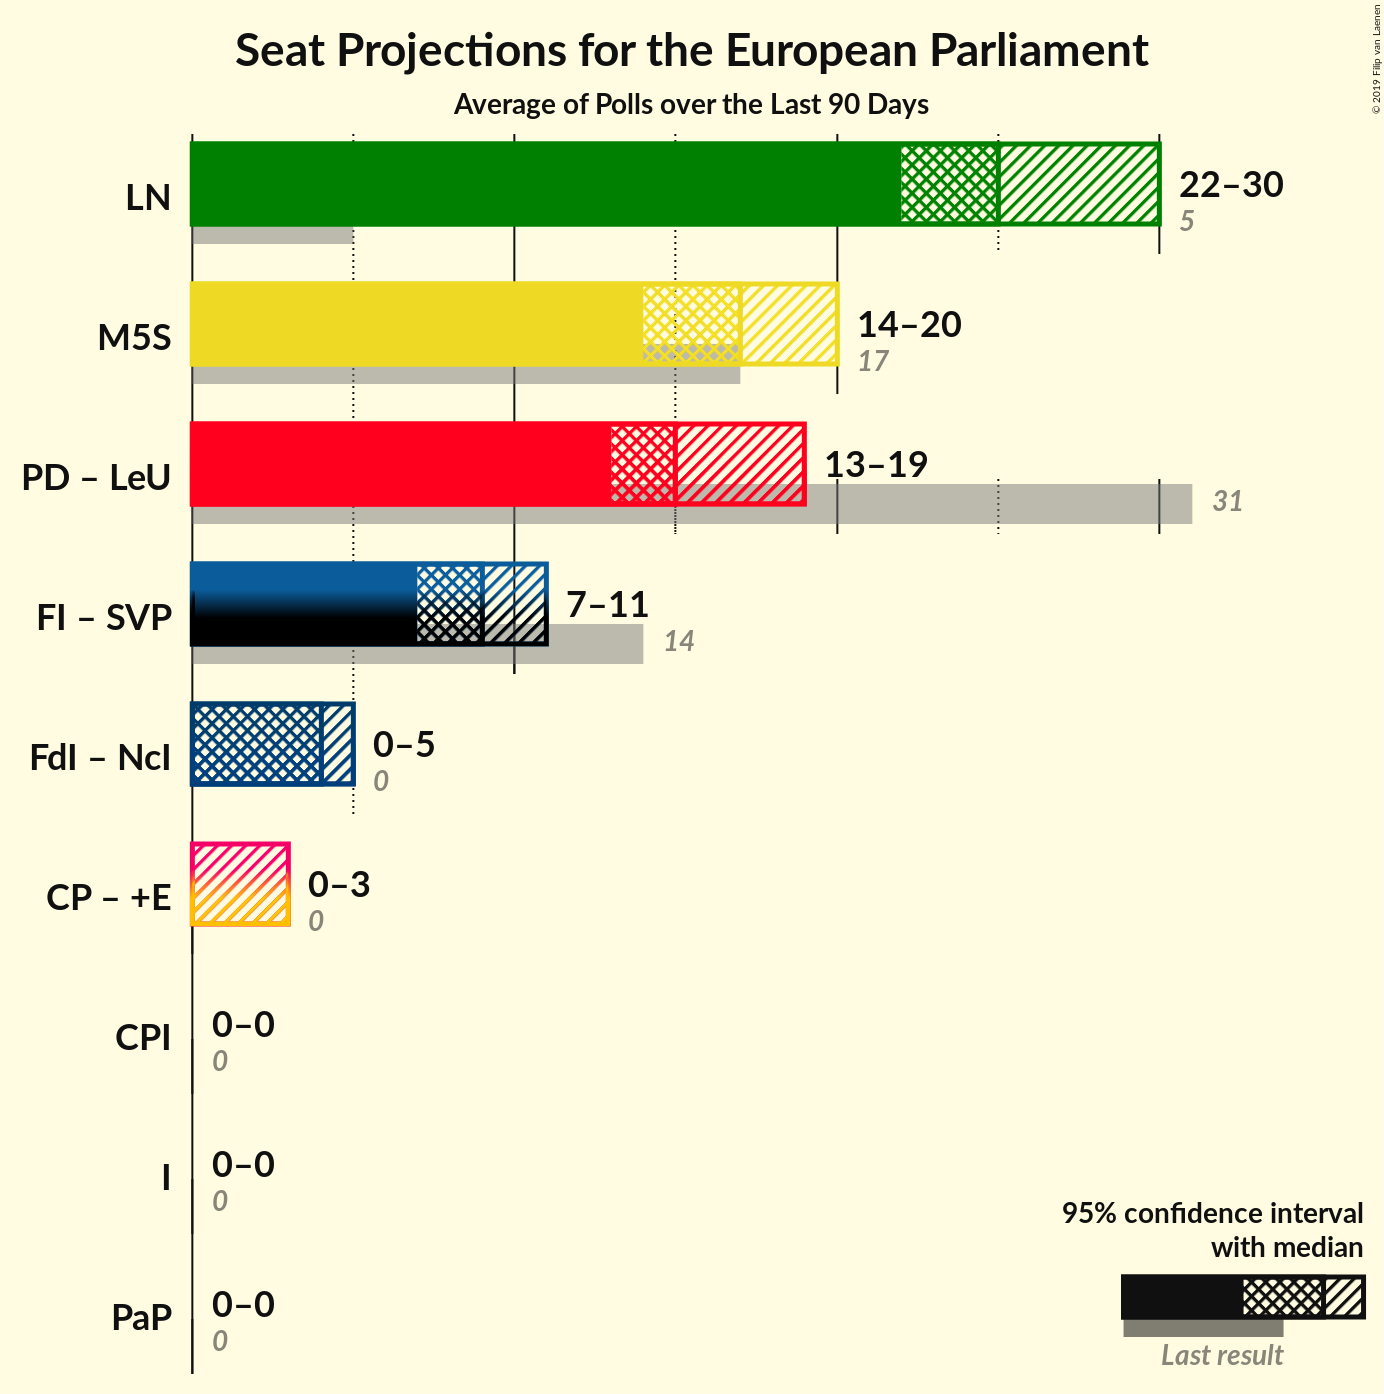 Seat Projections for the European Parliament
Average of Polls over the Last 90 Days
© 2019 Filip van Laenen
LN
22–30
5
M5S
14–20
17
PD – LeU
13–19
31
FI – SVP
7–11
14
FdI – NcI
0–5
0
CP – +E
0–3
0
CPI
0–0
0
I
0–0
0
PaP
0–0
0
95% confidence interval
with median
Last result